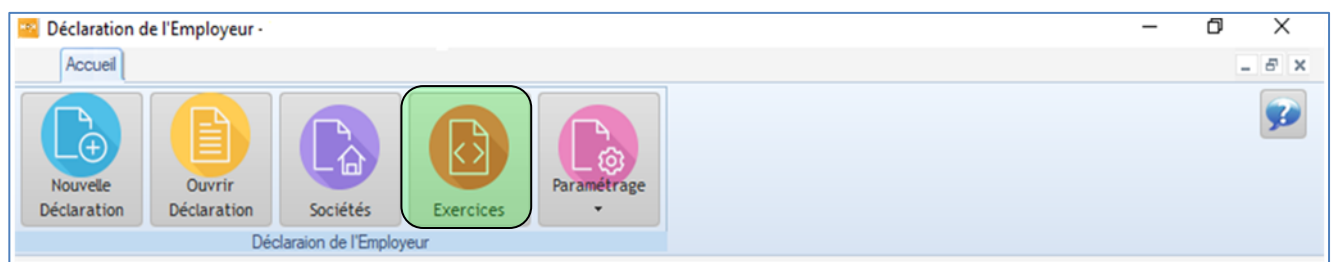 Déclaration de l'Employeur -
Accueil
Nouvelle
Déclaration
Ouvrir
Déclaration
Sociétés
Exercices
Paramétrage
Déclaraion de l'Employeur